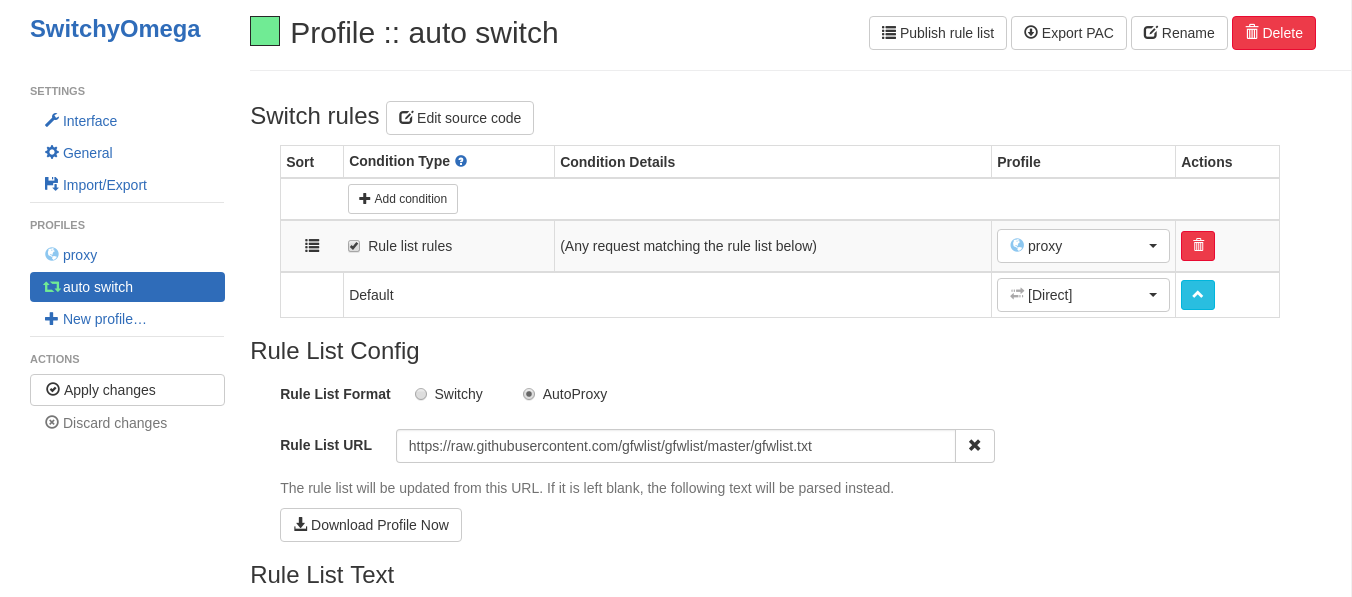 SwitchyOmega
SETTINGS
Interface
General
Import/Export
PROFILES
proxy
auto switch
New profile…
ACTIONS
Apply changes
Discard changes
Profile :: auto switch
Publish rule list
Export PAC
Rename
Delete
Switch rules
Edit source code
Sort Condition Type Condition Details Profile Actions
Add condition
Rule list rules (Any request matching the rule list below) proxy
Default [Direct]
Rule List Config
Rule List Format Switchy AutoProxy
Rule List URL https://raw.githubusercontent.com/gfwlist/gfwlist/master/gfwlist.txt
The rule list will be updated from this URL. If it is left blank, the following text will be parsed instead.
Download Profile Now
Rule List Text